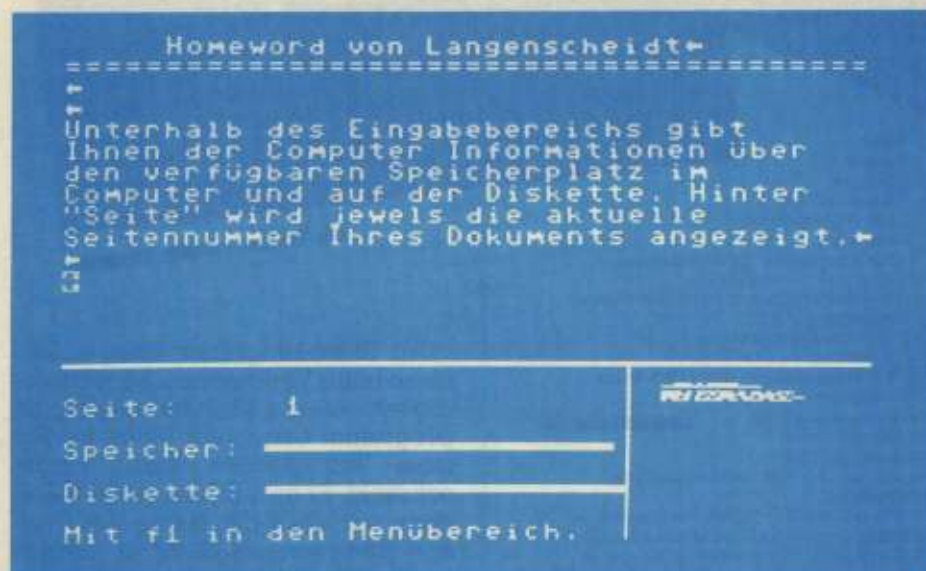 Homeword von Langenscheidt
========================================
Unterhalb des Eingabebereichs gibt
Ihnen der Computer Informationen über
den verfügbaren Speicherplatz im
Computer und auf der Diskette. Hinter
"Seite" wird jewels die aktuelle
Seitennummer Ihres Dokuments angezeigt.
Seite: 1
Speicher:
Diskette:
Mit f1 in den Menübereich.